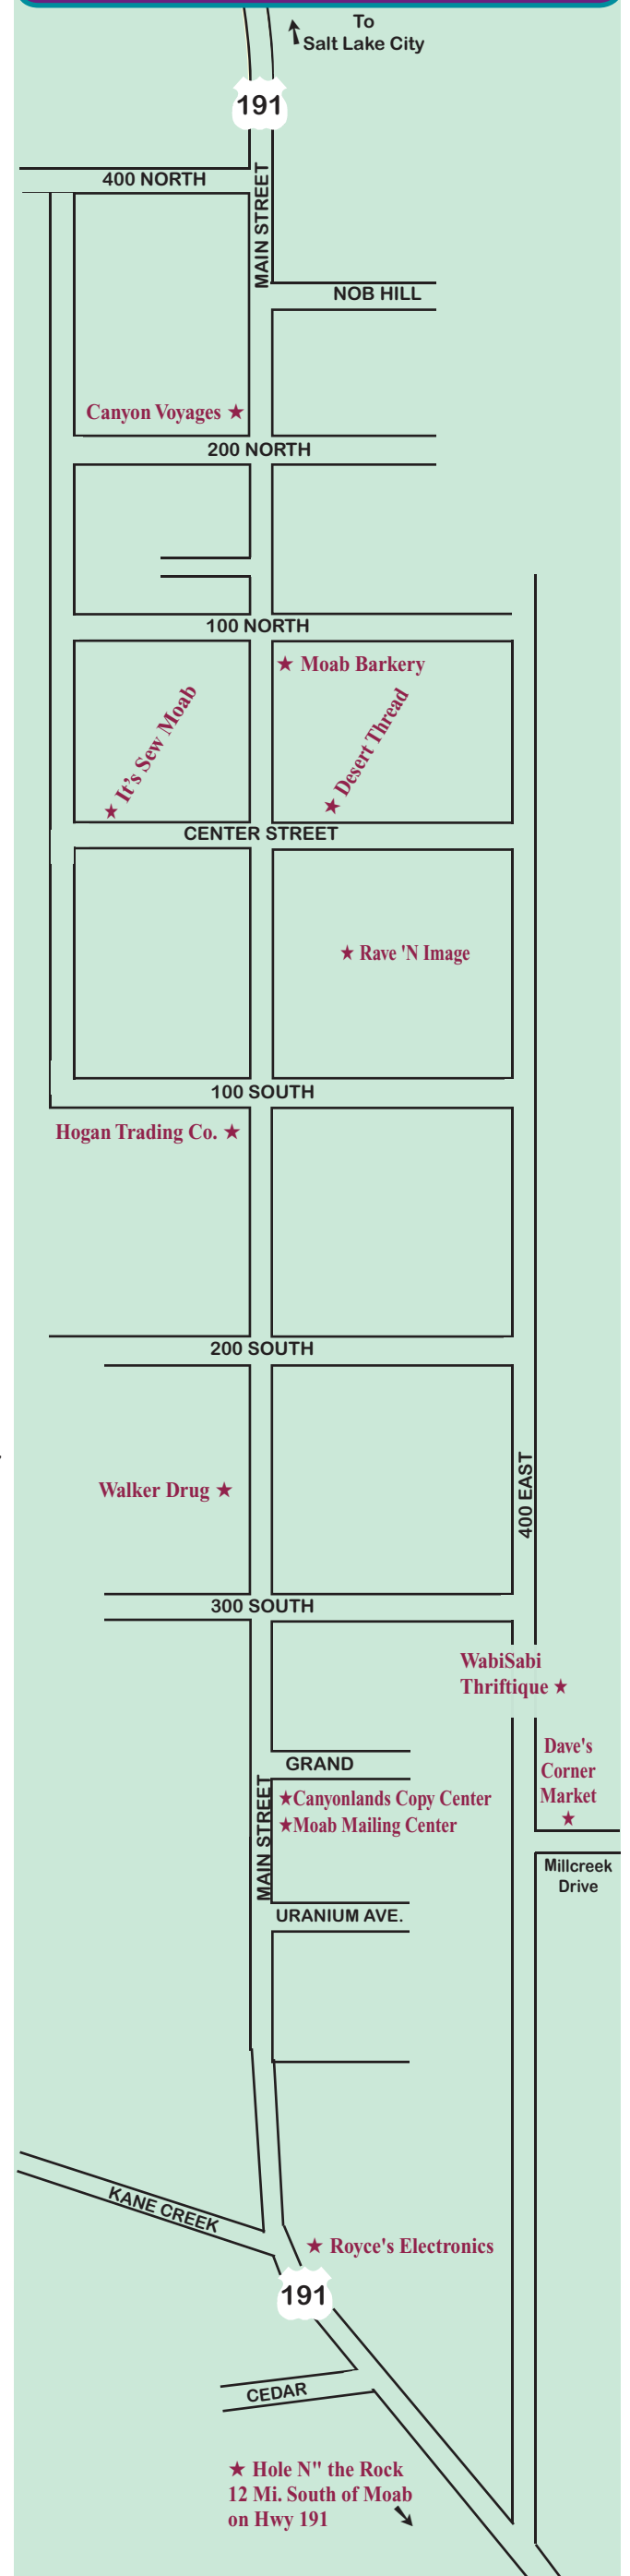 To
Salt Lake City
191
400 NORTH
MAIN STREET
NOB HILL
Canyon Voyages ★
200 NORTH
100 NORTH
★ Moab Barkery
★ It's Sew Moab
★ Desert Thread
CENTER STREET
★ Rave 'N Image
100 SOUTH
Hogan Trading Co. ★
200 SOUTH
400 EAST
Walker Drug ★
300 SOUTH
WabiSabi
Thriftique ★
Dave's
Corner
Market
★
GRAND
MAIN STREET
★Canyonlands Copy Center
★Moab Mailing Center
Millcreek
Drive
URANIUM AVE.
KANE CREEK
★ Royce's Electronics
191
CEDAR
★ Hole N" the Rock
12 Mi. South of Moab
on Hwy 191